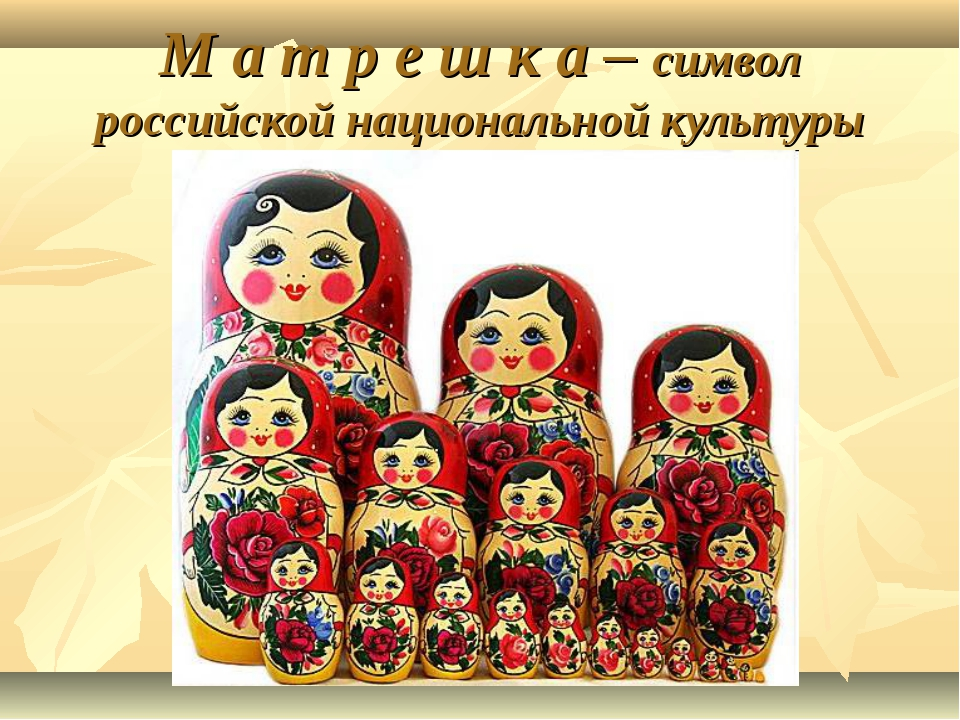 М а т р е ш к а – символ
российской национальной культуры